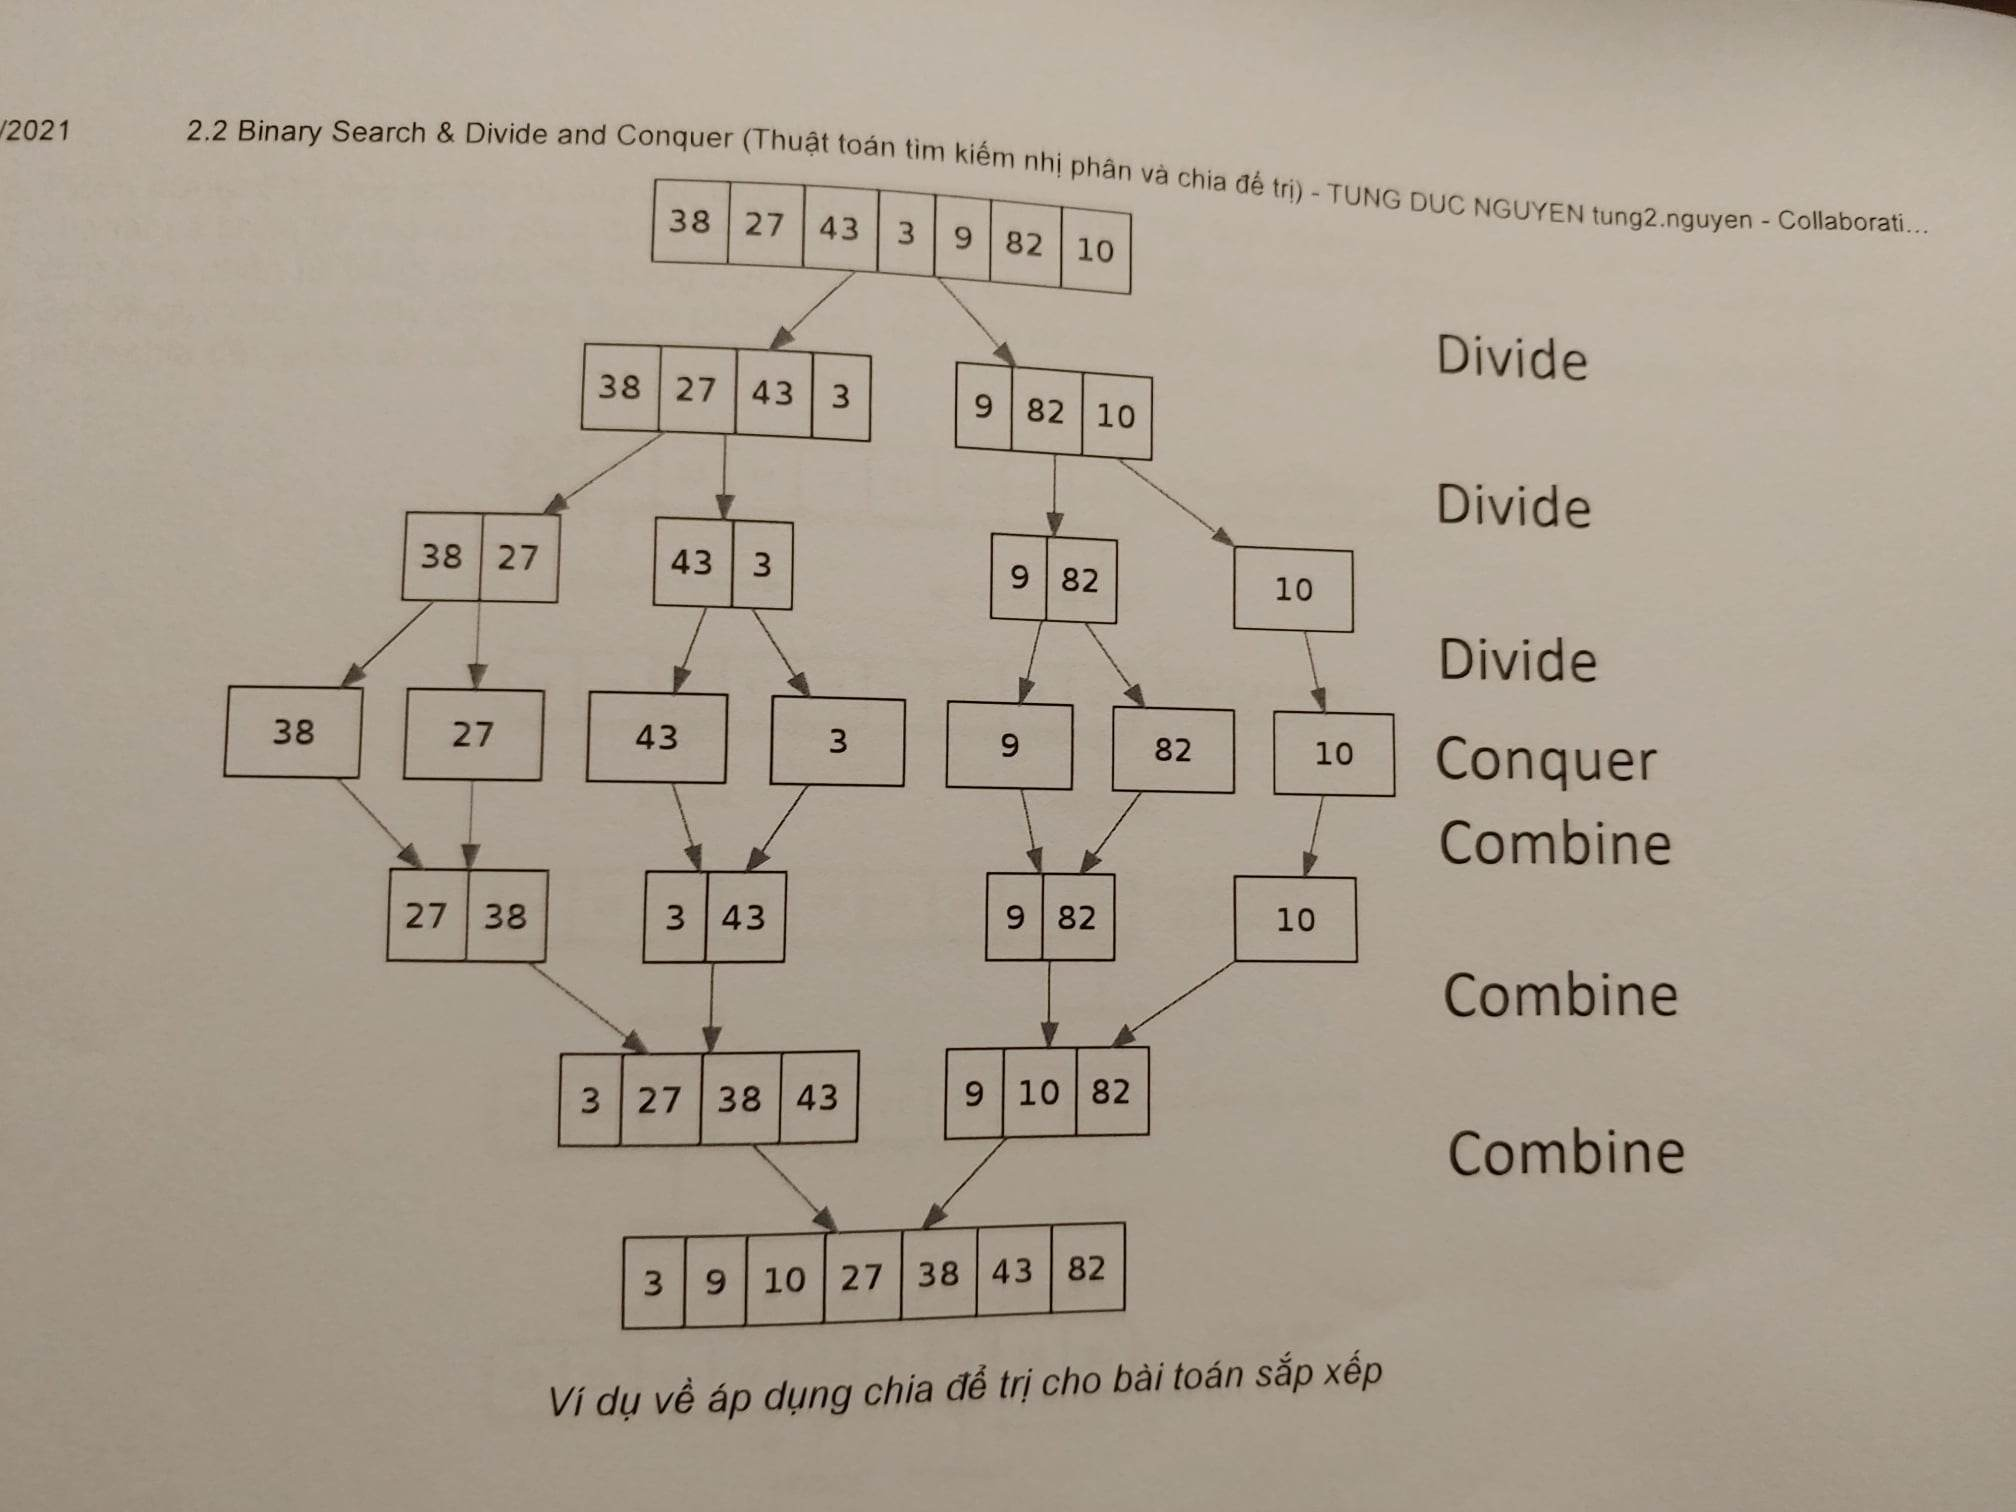 /2021 2.2 Binary Search & Divide and Conquer (Thuật toán tìm kiếm nhị phân và chia để trị) - TUNG DUC NGUYEN tung2.nguyen - Collaborati...
38 27 43 3 9 82 10
Divide
38 27 43 3 9 82 10
Divide
38 27 43 3 9 82 10
Divide
38 27 43 3 9 82 10 Conquer
Combine
27 38 3 43 9 82 10
Combine
3 27 38 43 9 10 82
Combine
3 9 10 27 38 43 82
Ví dụ về áp dụng chia để trị cho bài toán sắp xếp